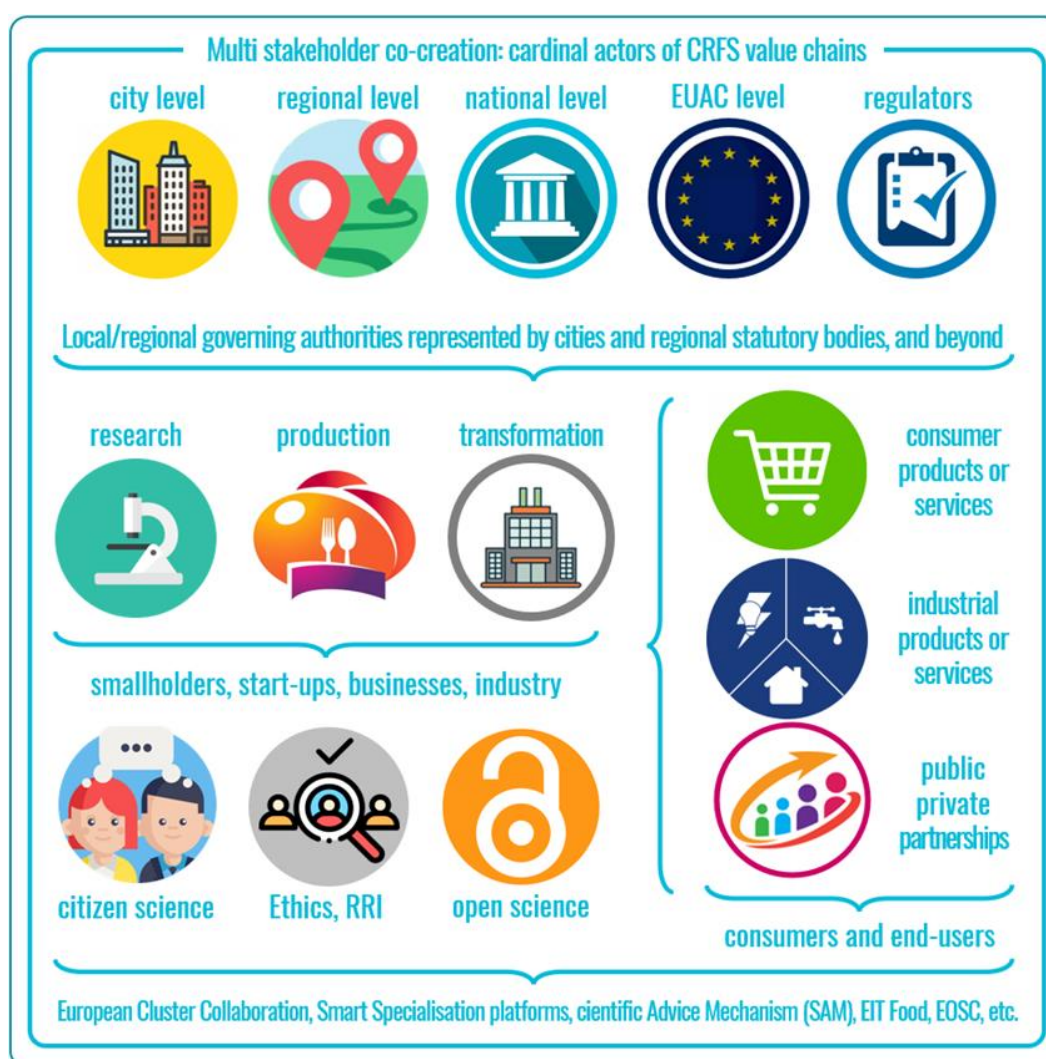 Multi stakeholder co-creation: cardinal actors of CRFS value chains
city level
regional level
national level
EUAC level
regulators
Local/regional governing authorities represented by cities and regional statutory bodies, and beyond
research
production
transformation
consumer
products or
services
industrial
products or
services
smallholders, start-ups, businesses, industry
public
private
partnerships
citizen science
Ethics, RRI
open science
consumers and end-users
European Cluster Collaboration, Smart Specialisation platforms, cientific Advice Mechanism (SAM), EIT Food, EOSC, etc.